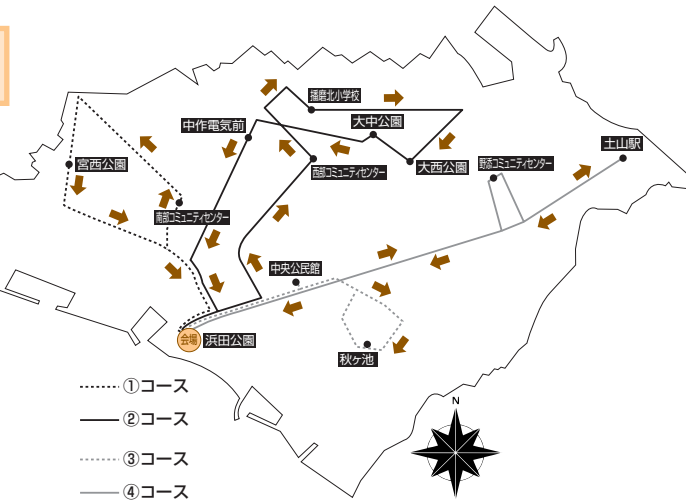 播磨北小学校
大中公園
中作電気前
宮西公園
西部コミュニティセンター
大西公園
野添コミュニティセンター
土山駅
南部コミュニティセンター
中央公民館
会場
浜田公園
秋ヶ池
①コース
②コース
③コース
④コース
N